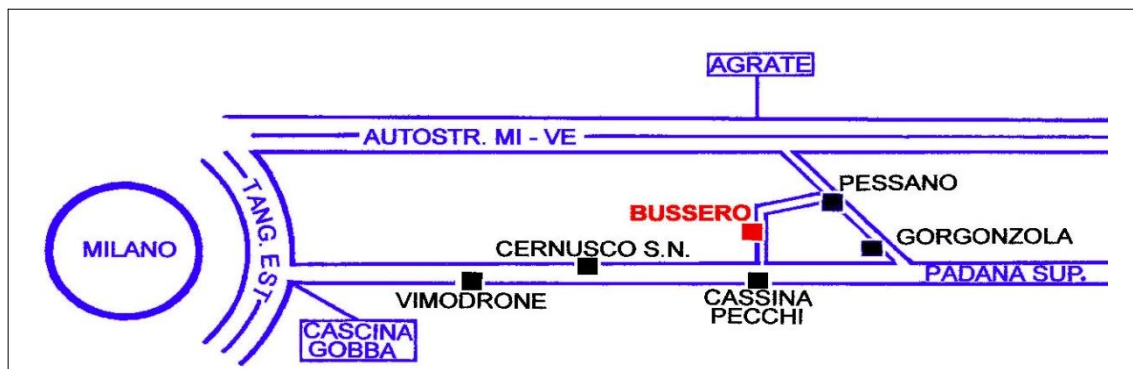 AGRATE
AUTOSTR. MI - VE
TANG. EST
MILANO
PESSANO
BUSSERO
GORGONZOLA
CERNUSCO S.N.
PADANA SUP.
VIMODRONE
CASSINA
PECCHI
CASCINA
GOBBA